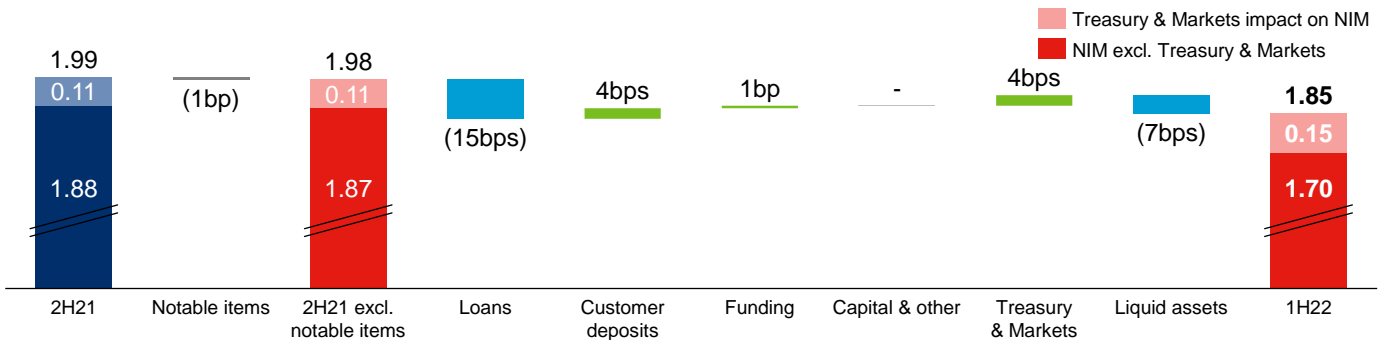 Treasury & Markets impact on NIM
NIM excl. Treasury & Markets
1.99
0.11
1.88
(1bp)
1.98
0.11
1.87
(15bps)
4bps
1bp
-
4bps
(7bps)
1.85
0.15
1.70
2H21
Notable items
2H21 excl.
notable items
Loans
Customer
deposits
Funding
Capital & other
Treasury
& Markets
Liquid assets
1H22